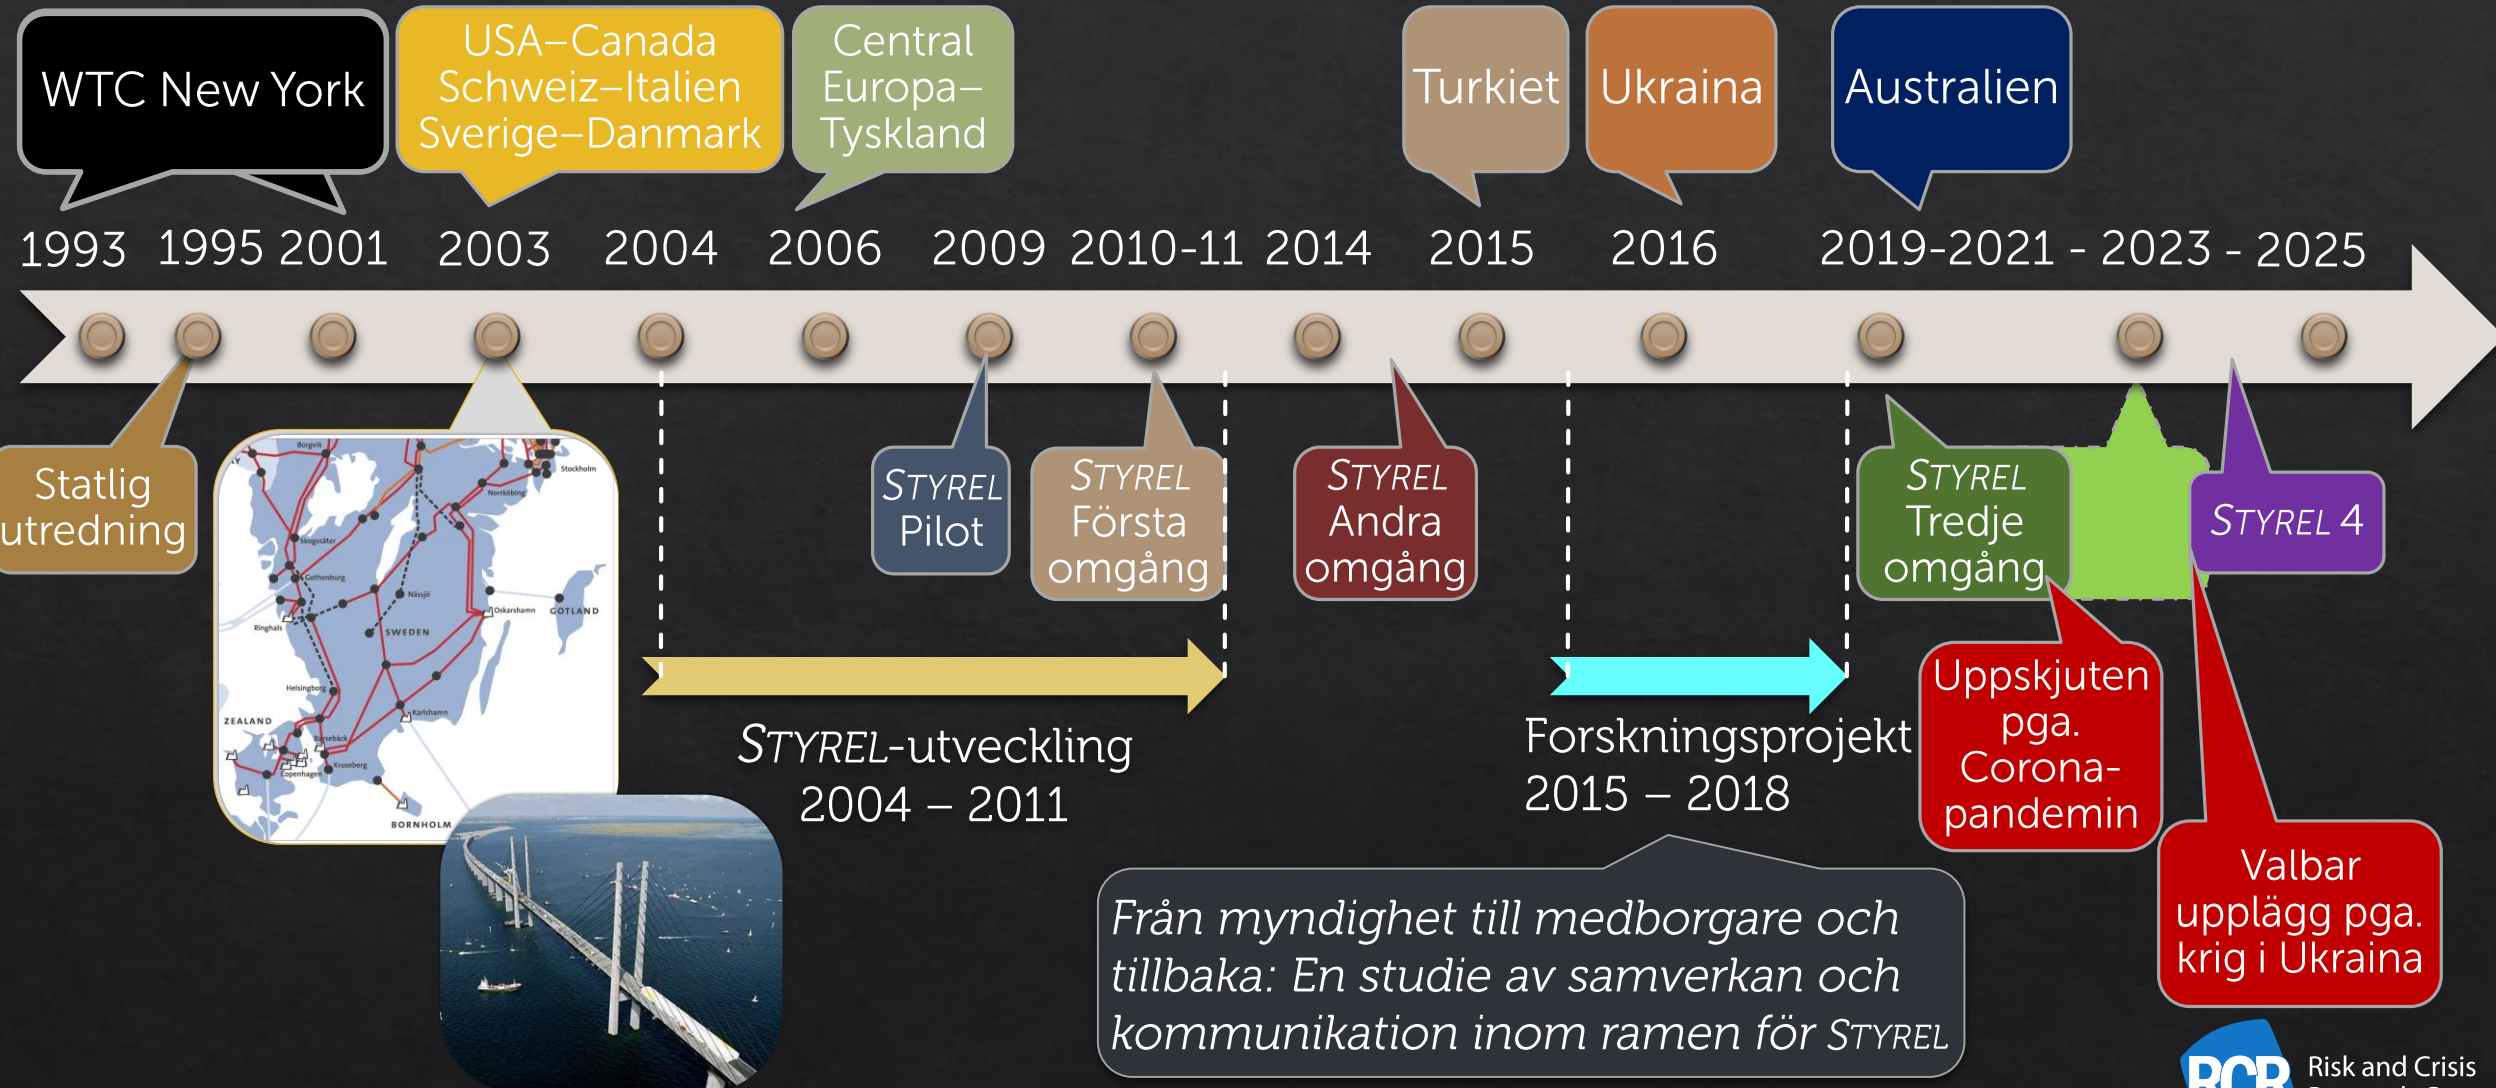 WTC New York
USA–Canada
Schweiz–Italien
Sverige–Danmark
Central
Europa–
Tyskland
Turkiet
Ukraina
Australien
1993
1995
2001
2003
2004
2006
2009
2010-11
2014
2015
2016
2019-2021 - 2023 - 2025
Statlig
utredning
STYREL
Pilot
STYREL
Första
omgång
STYREL
Andra
omgång
STYREL
Tredje
omgång
STYREL 4
Borgvik
Stockholm
Norrköbing
Skogssäter
Gothenburg
Nässjö
Oskarshamn
GOTLAND
Ringhals
SWEDEN
Helsingborg
Karlshamn
ZEALAND
Barsebäck
Copenhagen
Kruseberg
BORNHOLM
STYREL-utveckling
2004 – 2011
Forskningsprojekt
2015 – 2018
Uppskjuten
pga.
Corona-
pandemin
Valbar
upplägg pga.
krig i Ukraina
Från myndighet till medborgare och
tillbaka: En studie av samverkan och
kommunikation inom ramen för STYREL
RCR
Risk and Crisis